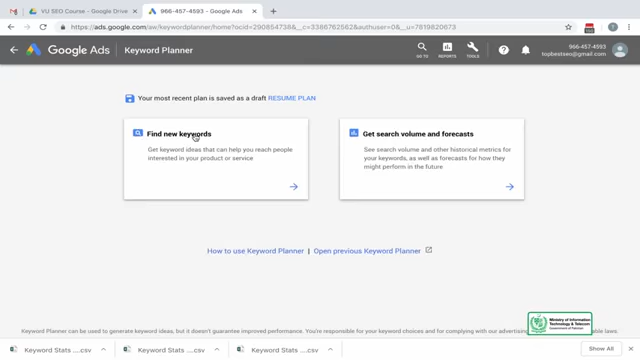 VU SEO Course - Google Drive
966-457-4593 - Google Ads
https://ads.google.com/aw/keywordplanner/home?ocid=290854738&__c=3386762562&authuser=0&__u=7819820673
Google Ads
Keyword Planner
GO TO
REPORTS
TOOLS
966-457-4593
topbestseo@gmail.com
Your most recent plan is saved as a draft RESUME PLAN
Find new keywords
Get keyword ideas that can help you reach people
interested in your product or service
Get search volume and forecasts
See search volume and other historical metrics for
your keywords, as well as forecasts for how they
might perform in the future
How to use Keyword Planner | Open previous Keyword Planner
Keyword Planner can be used to generate keyword ideas, but it doesn't guarantee improved performance. You're responsible for your keyword choices and for complying with our advertising
able laws.
Ministry of Information
Technology & Telecom
Government of Pakistan
Keyword Stats ....csv
Keyword Stats ....csv
Keyword Stats ....csv
Show All